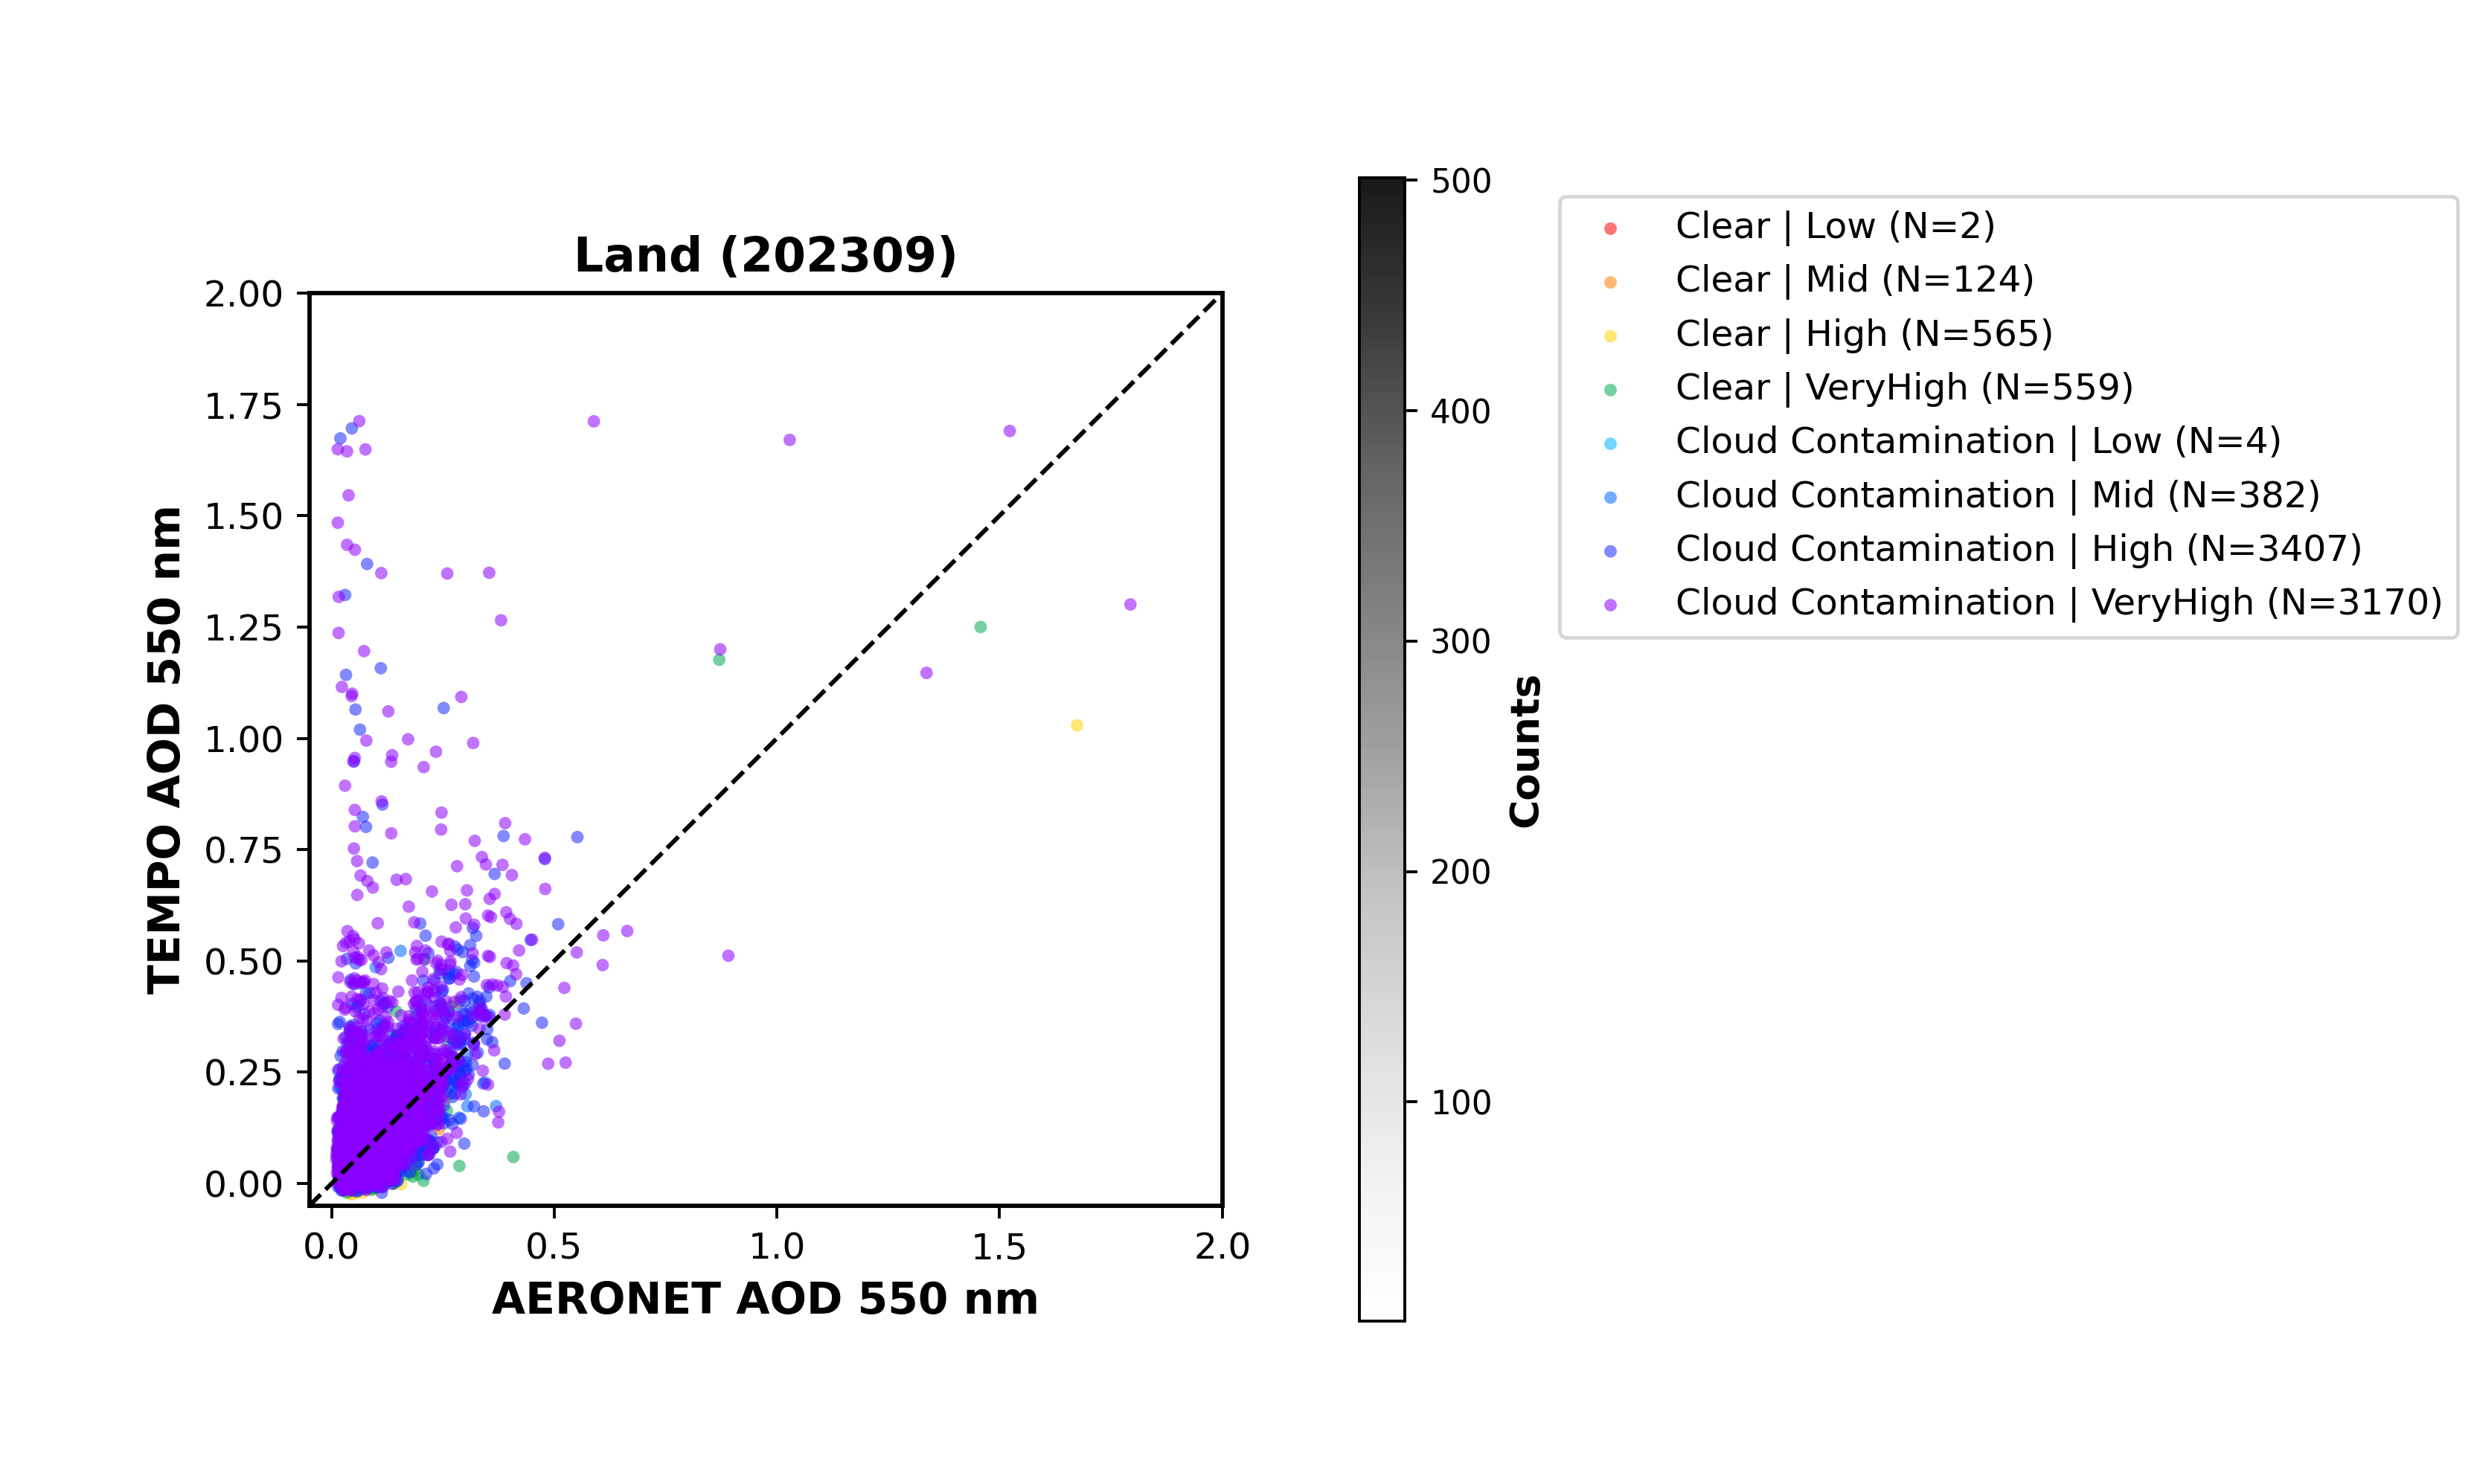 Land (202309)
2.00
1.75
1.50
1.25
1.00
0.75
0.50
0.25
0.00
TEMPO AOD 550 nm
0.0
0.5
1.0
1.5
2.0
AERONET AOD 550 nm
500
400
300
200
100
Counts
Clear | Low (N=2)
Clear | Mid (N=124)
Clear | High (N=565)
Clear | VeryHigh (N=559)
Cloud Contamination | Low (N=4)
Cloud Contamination | Mid (N=382)
Cloud Contamination | High (N=3407)
Cloud Contamination | VeryHigh (N=3170)